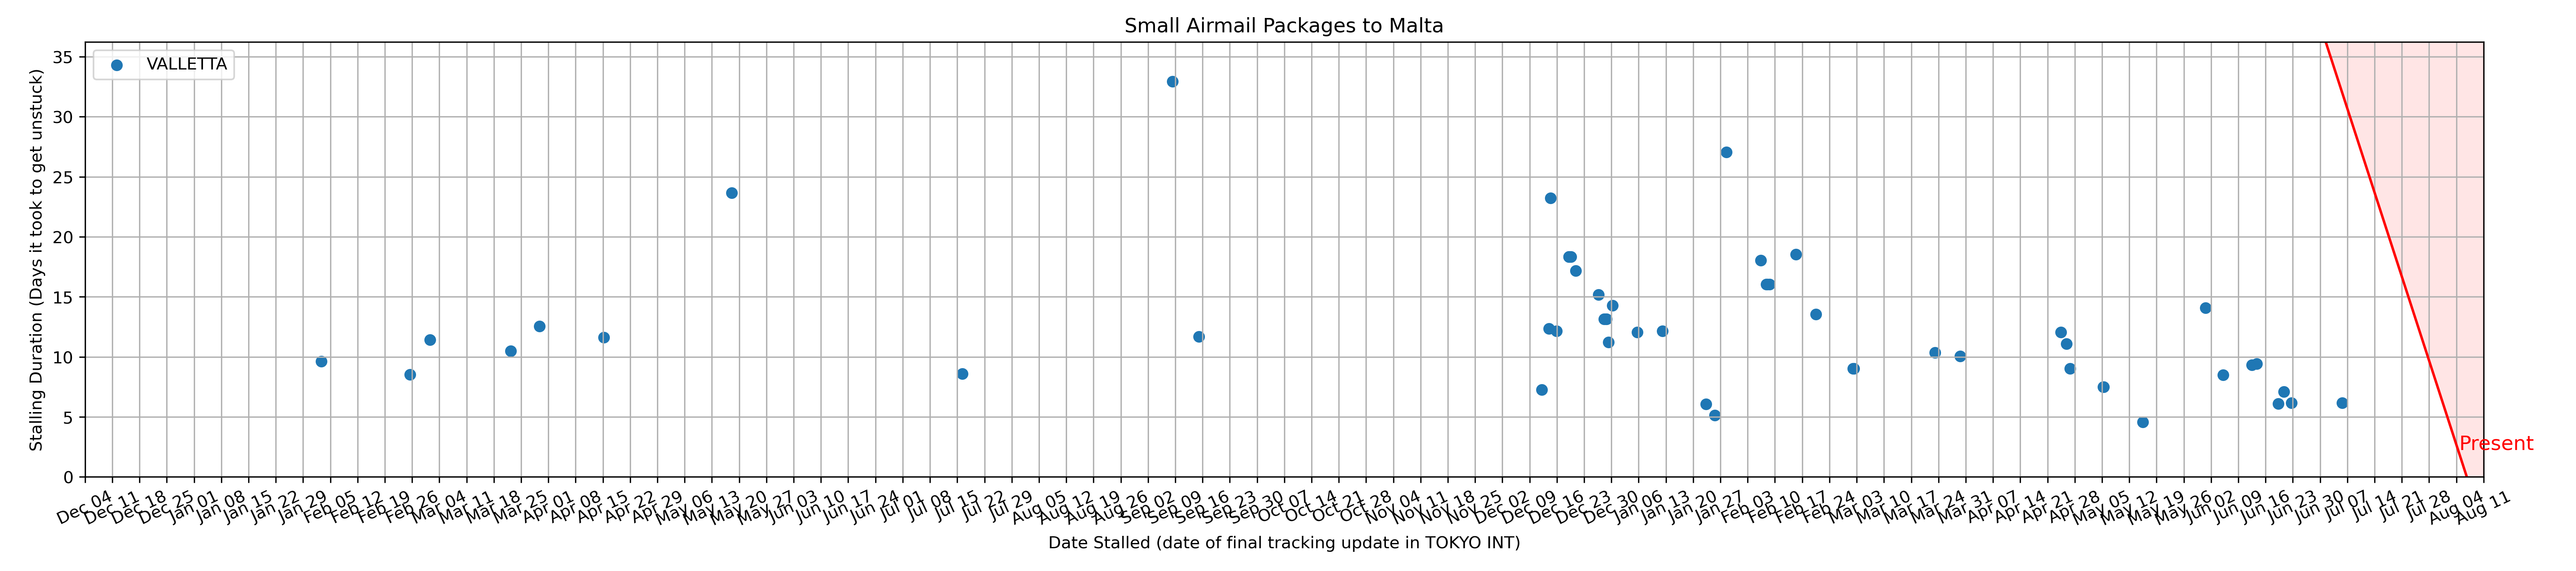 Small Airmail Packages to Malta
VALLETTA
Stalling Duration (Days it took to get unstuck)
35
30
25
20
15
10
5
0
Present
Dec 04
Dec 11
Dec 18
Dec 25
Jan 01
Jan 08
Jan 15
Jan 22
Jan 29
Feb 05
Feb 12
Feb 19
Feb 26
Mar 04
Mar 11
Mar 18
Mar 25
Apr 01
Apr 08
Apr 15
Apr 22
Apr 29
May 06
May 13
May 20
May 27
Jun 03
Jun 10
Jun 17
Jun 24
Jul 01
Jul 08
Jul 15
Jul 22
Jul 29
Aug 05
Aug 12
Aug 19
Aug 26
Sep 02
Sep 09
Sep 16
Sep 23
Sep 30
Oct 07
Oct 14
Oct 21
Oct 28
Nov 04
Nov 11
Nov 18
Nov 25
Dec 02
Dec 09
Dec 16
Dec 23
Dec 30
Jan 06
Jan 13
Jan 20
Jan 27
Feb 03
Feb 10
Feb 17
Feb 24
Mar 03
Mar 10
Mar 17
Mar 24
Mar 31
Apr 07
Apr 14
Apr 21
Apr 28
May 05
May 12
May 19
May 26
Jun 02
Jun 09
Jun 16
Jun 23
Jun 30
Jul 07
Jul 14
Jul 21
Jul 28
Aug 04
Aug 11
Date Stalled (date of final tracking update in TOKYO INT)